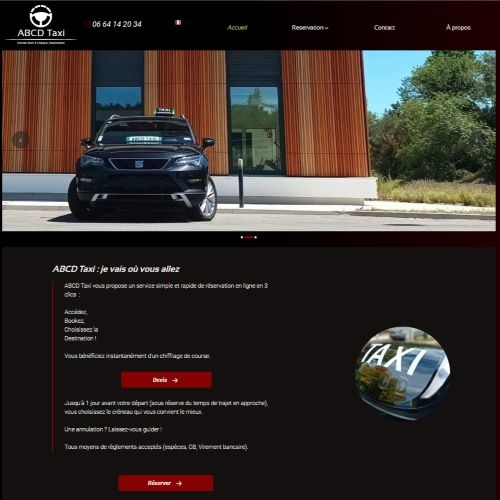 ABCD Taxi
06 64 14 20 34
Accueil
Reservation
Contact
À propos
ABCD TAXI
ABCD Taxi : je vais où vous allez
ABCD Taxi vous propose un service simple et rapide de réservation en ligne en 3
clics :
Accédez,
Bookez,
Choisissez la
Destination !
Vous bénéficiez instantanément d'un chiffrage de course.
Devis
TAXI
Jusqu'à 1 jour avant votre départ (sous réserve du temps de trajet en approche),
vous choisissez le créneau qui vous convient le mieux.
Une annulation ? Laissez-vous guider !
Tous moyens de règlements acceptés (espèces, CB, Virement bancaire).
Réserver